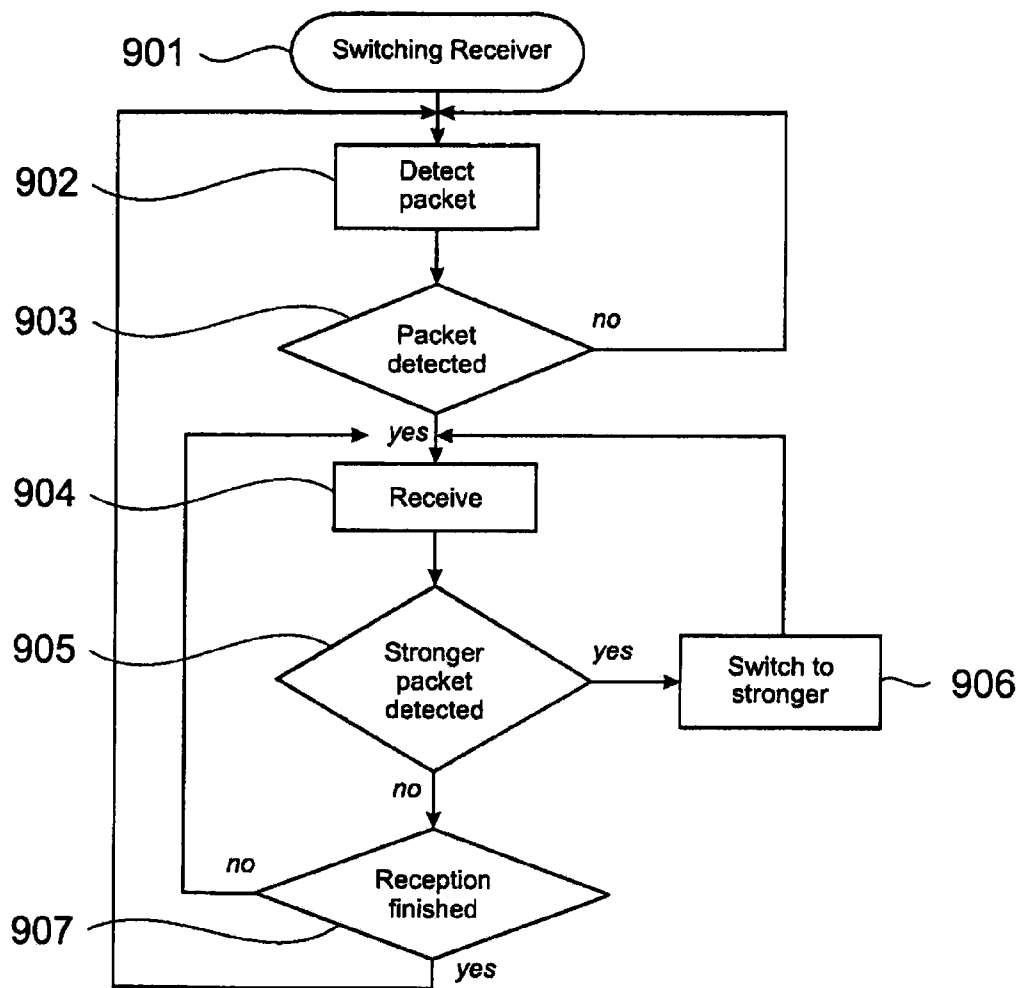 901
Switching Receiver
902
Detect
packet
903
Packet
detected
no
yes
904
Receive
905
Stronger
packet
detected
yes
Switch to
stronger
906
no
no
Reception
finished
907
yes